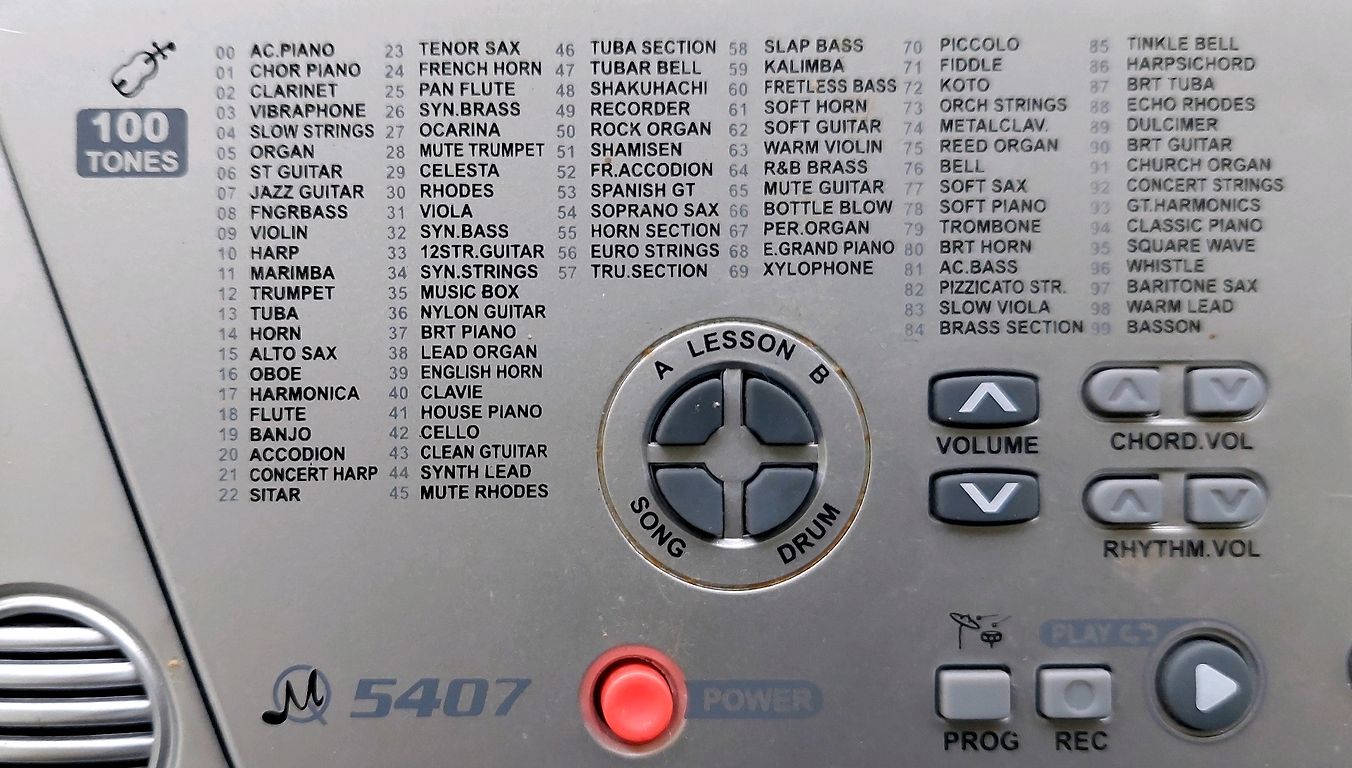 100
TONES
00 AC.PIANO
01 CHOR PIANO
02 CLARINET
03 VIBRAPHONE
04 SLOW STRINGS
05 ORGAN
06 ST GUITAR
07 JAZZ GUITAR
08 FNGRBASS
09 VIOLIN
10 HARP
11 MARIMBA
12 TRUMPET
13 TUBA
14 HORN
15 ALTO SAX
16 OBOE
17 HARMONICA
18 FLUTE
19 BANJO
20 ACCODION
21 CONCERT HARP
22 SITAR
23 TENOR SAX
24 FRENCH HORN
25 PAN FLUTE
26 SYN.BRASS
27 OCARINA
28 MUTE TRUMPET
29 CELESTA
30 RHODES
31 VIOLA
32 SYN.BASS
33 12STR.GUITAR
34 SYN.STRINGS
35 MUSIC BOX
36 NYLON GUITAR
37 BRT PIANO
38 LEAD ORGAN
39 ENGLISH HORN
40 CLAVIE
41 HOUSE PIANO
42 CELLO
43 CLEAN GTUITAR
44 SYNTH LEAD
45 MUTE RHODES
46 TUBA SECTION
47 TUBAR BELL
48 SHAKUHACHI
49 RECORDER
50 ROCK ORGAN
51 SHAMISEN
52 FR.ACCODION
53 SPANISH GT
54 SOPRANO SAX
55 HORN SECTION
56 EURO STRINGS
57 TRU.SECTION
58 SLAP BASS
59 KALIMBA
60 FRETLESS BASS
61 SOFT HORN
62 SOFT GUITAR
63 WARM VIOLIN
64 R&B BRASS
65 MUTE GUITAR
66 BOTTLE BLOW
67 PER.ORGAN
68 E.GRAND PIANO
69 XYLOPHONE
70 PICCOLO
71 FIDDLE
72 KOTO
73 ORCH STRINGS
74 METALCLAV.
75 REED ORGAN
76 BELL
77 SOFT SAX
78 SOFT PIANO
79 TROMBONE
80 BRT HORN
81 AC.BASS
82 PIZZICATO STR.
83 SLOW VIOLA
84 BRASS SECTION
85 TINKLE BELL
86 HARPSICHORD
87 BRT TUBA
88 ECHO RHODES
89 DULCIMER
90 BRT GUITAR
91 CHURCH ORGAN
92 CONCERT STRINGS
93 GT.HARMONICS
94 CLASSIC PIANO
95 SQUARE WAVE
96 WHISTLE
97 BARITONE SAX
98 WARM LEAD
99 BASSON
A LESSON B
SONG
DRUM
VOLUME
CHORD.VOL
RHYTHM.VOL
5407
POWER
PLAY
PROG
REC